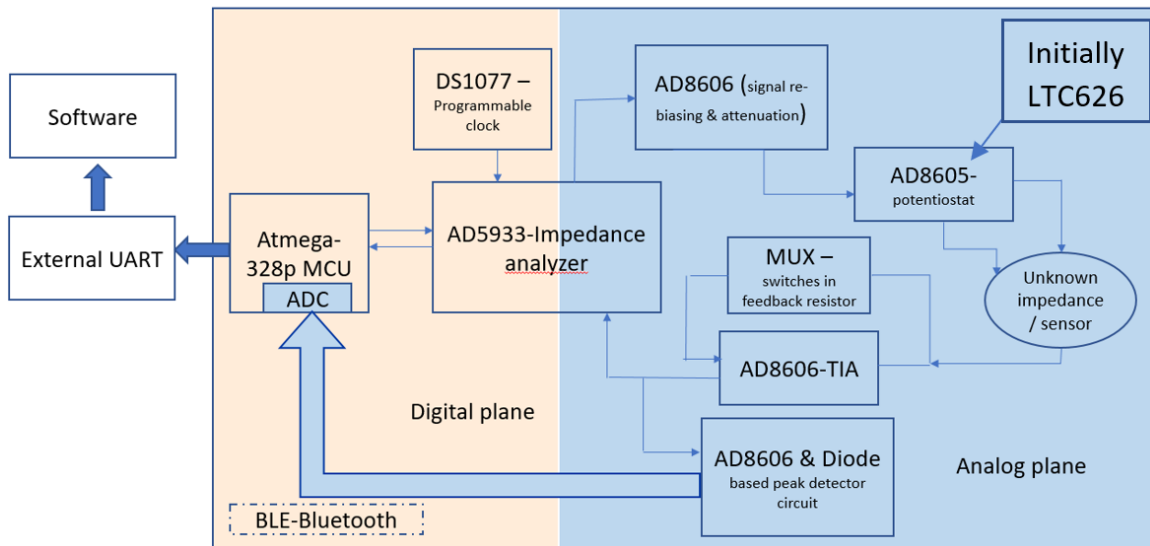 Software
External UART
DS1077 –
Programmable
clock
Atmega-
328p MCU
ADC
AD5933-Impedance
analyzer
Digital plane
BLE-Bluetooth
AD8606 (signal re-
biasing & attenuation)
Initially
LTC626
AD8605-
potentiostat
MUX –
switches in
feedback resistor
Unknown
impedance
/ sensor
AD8606-TIA
AD8606 & Diode
based peak detector
circuit
Analog plane